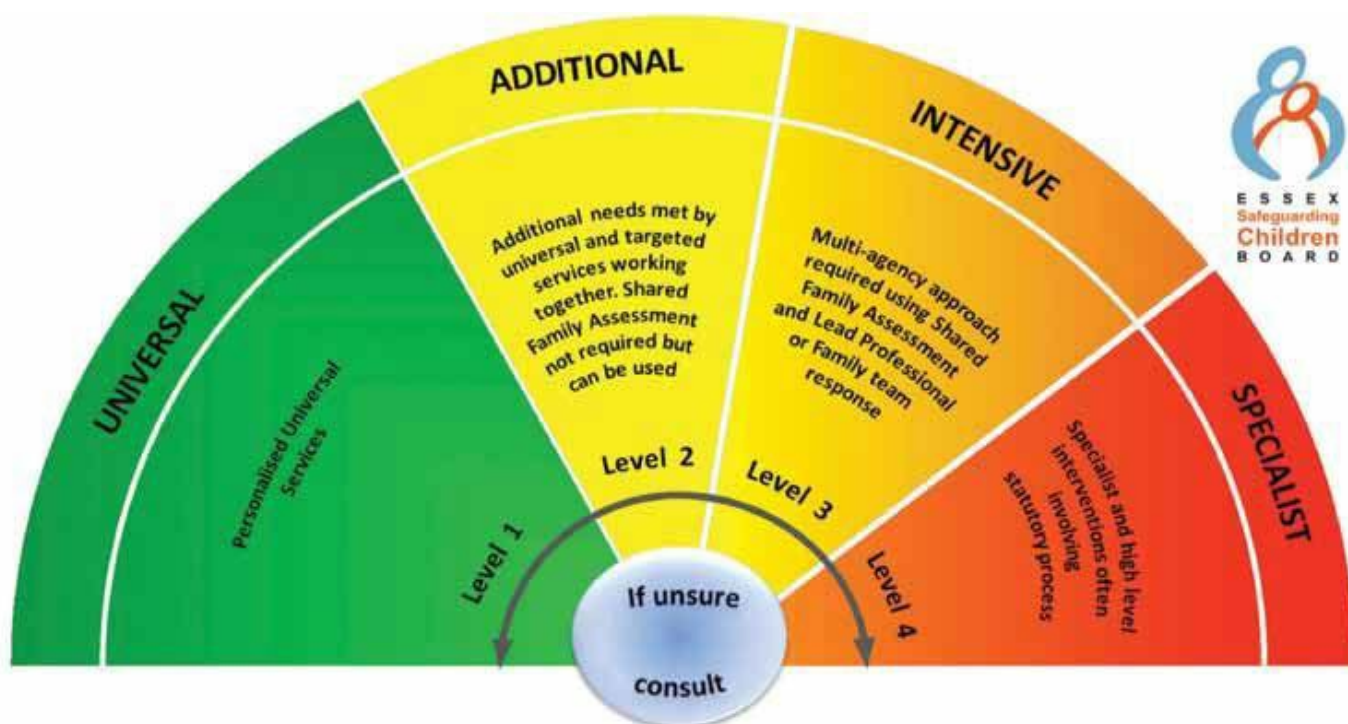 UNIVERSAL
Personalised Universal
Services
Level 1
ADDITIONAL
Additional needs met by
universal and targeted
services working
together. Shared
Family Assessment
not required but
can be used
Level 2
INTENSIVE
Multi-agency approach
required using Shared
Family Assessment
and Lead Professional
or Family team
response
Level 3
SPECIALIST
Specialist and high level
interventions often
involving
statutory process
Level 4
If unsure
consult
ESSEX
Safeguarding
Children
BOARD